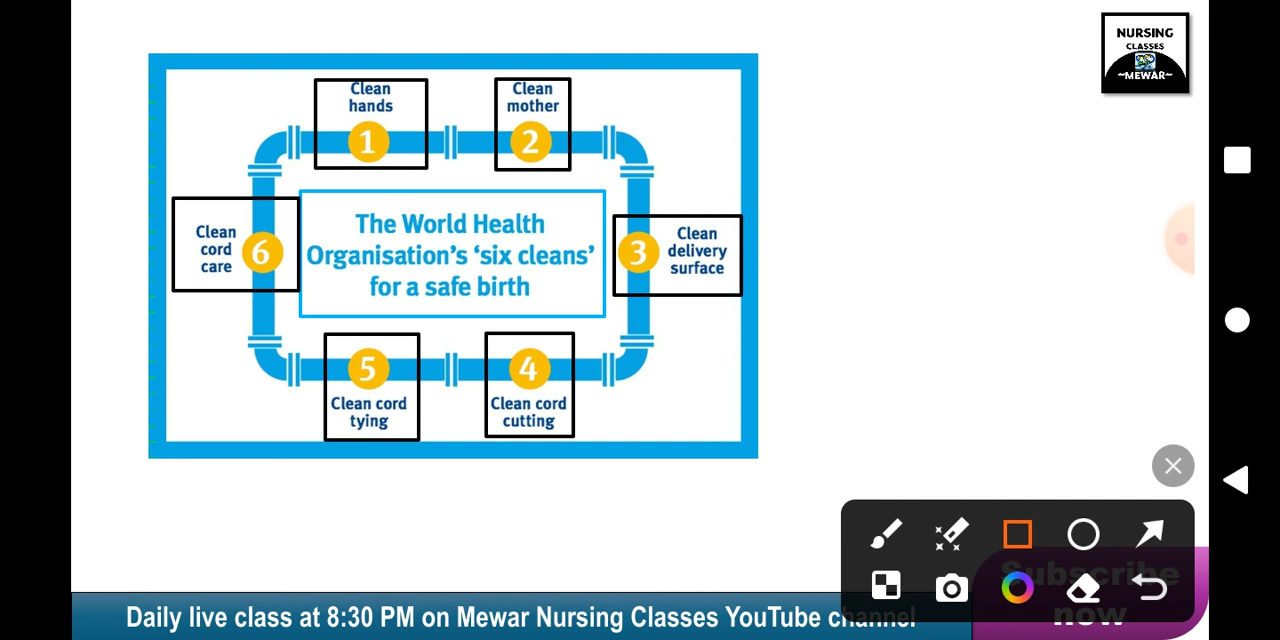 NURSING
CLASSES
~MEWAR~
Clean
hands
1
Clean
mother
2
The World Health
Organisation's 'six cleans'
for a safe birth
Clean
cord
care
6
3
Clean
delivery
surface
5
Clean cord
tying
4
Clean cord
cutting
Subscribe
now
Daily live class at 8:30 PM on Mewar Nursing Classes YouTube channel